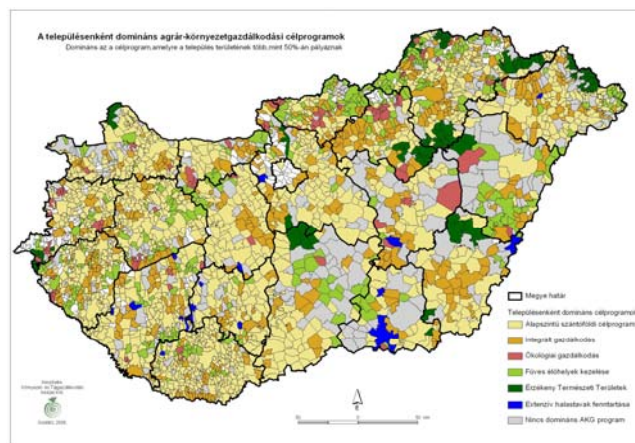 A településenként domináns agrár-környezetgazdálkodási célprogramok
Domináns az a célprogram,amelyre a település területének több,mint 50%-án pályáznak
Megye határ
Településenként domináns célprogramok
Alapszintű szántóföldi célprogram
Integrált gazdálkodás
Ökológiai gazdálkodás
Füves élőhelyek kezelése
Érzékeny Természeti Területek
Extenzív halastavak fenntartása
Nincs domináns AKG program